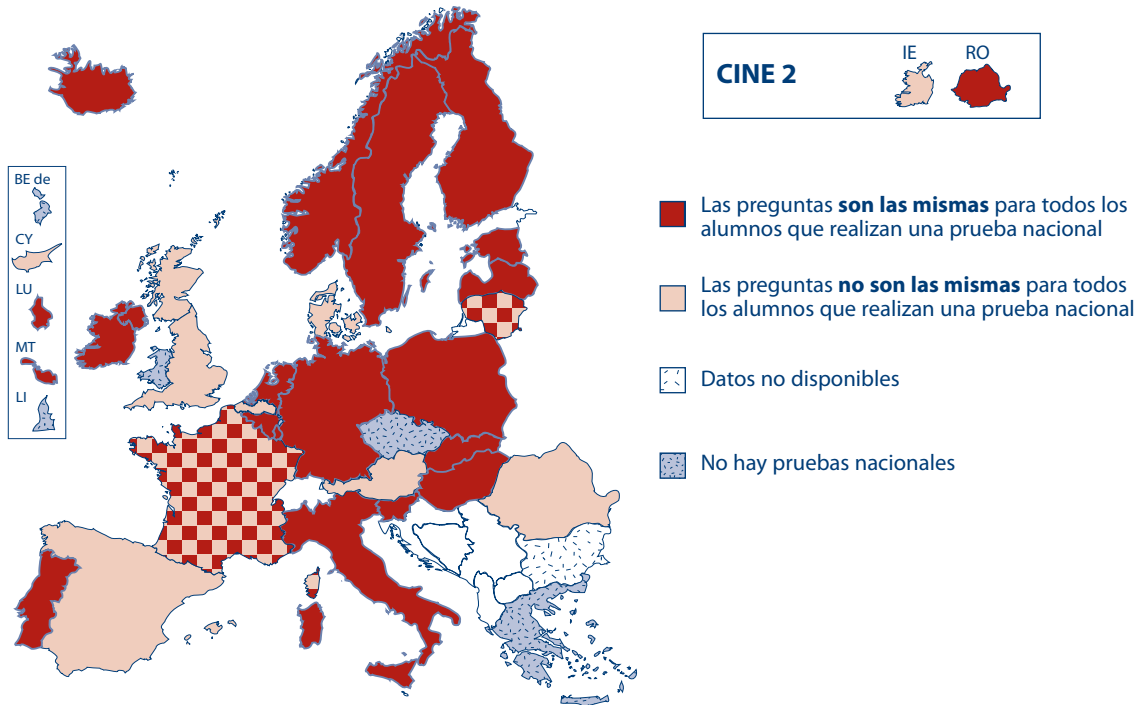 CINE 2
IE
RO
BE de
CY
LU
MT
LI
Las preguntas son las mismas para todos los
alumnos que realizan una prueba nacional
Las preguntas no son las mismas para todos
los alumnos que realizan una prueba nacional
Datos no disponibles
No hay pruebas nacionales